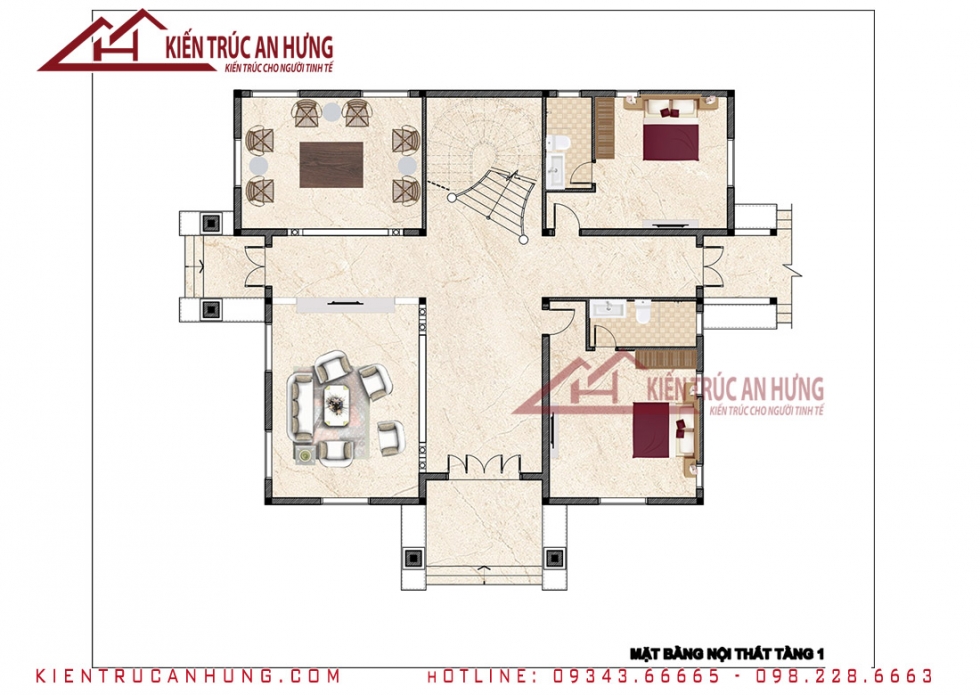 KIẾN TRÚC AN HƯNG
KIẾN TRÚC CHO NGƯỜI TINH TẾ
KIẾN TRÚC AN HƯNG
KIẾN TRÚC CHO NGƯỜI TINH TẾ
MẶT BẰNG NỘI THẤT TẦNG 1
KIENTRUCANHUNG.COM HOTLINE: 09343.66665 - 098.228.6663